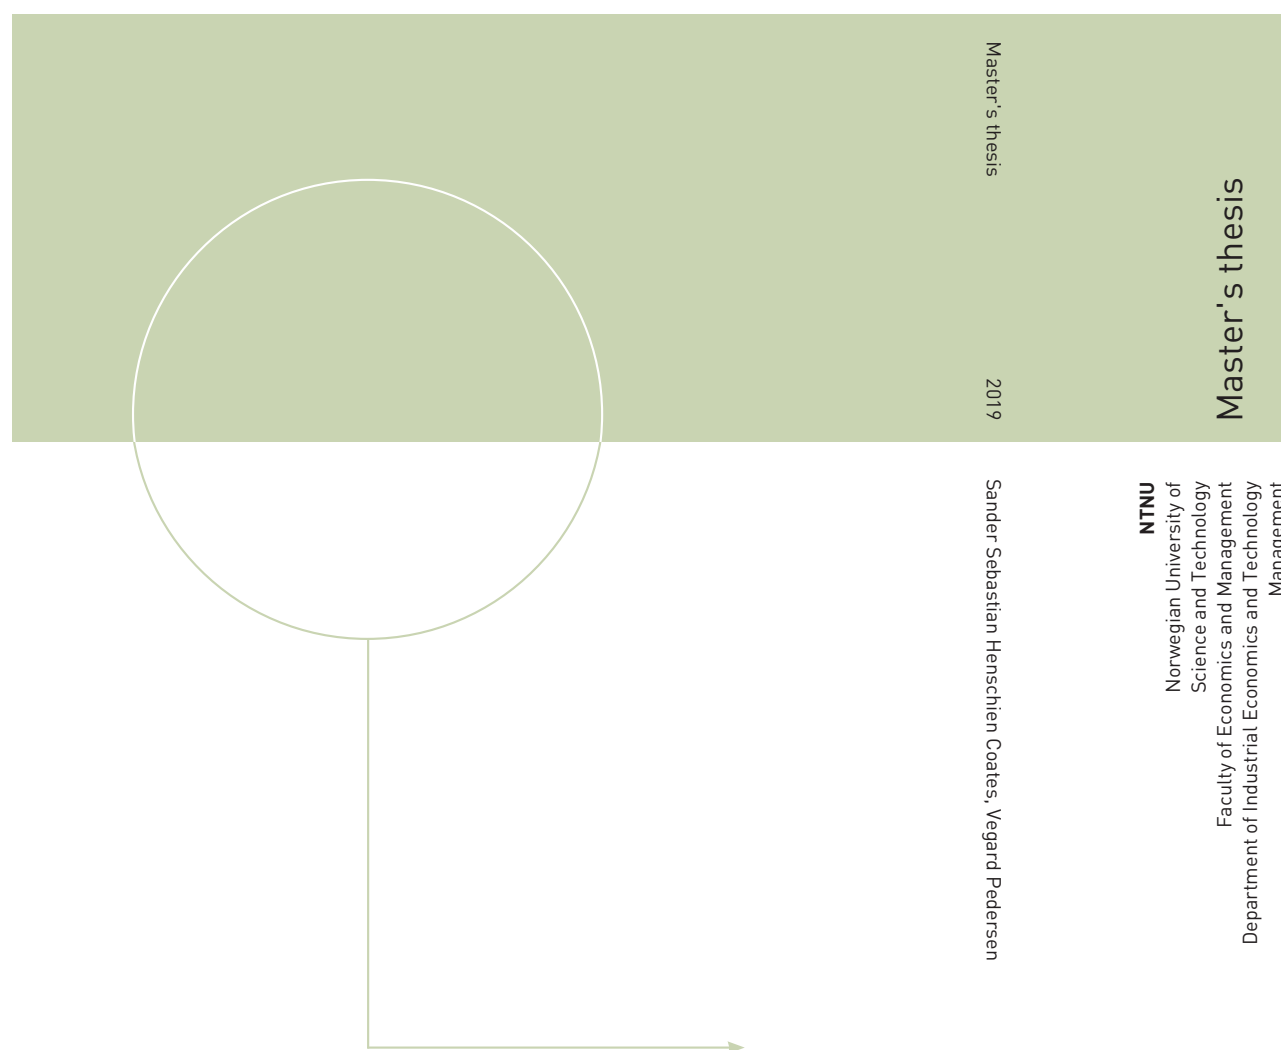 Master's thesis
2019
Sander Sebastian Henschien Coates, Vegard Pedersen
Master's thesis
NTNU
Norwegian University of
Science and Technology
Faculty of Economics and Management
Department of Industrial Economics and Technology
Management